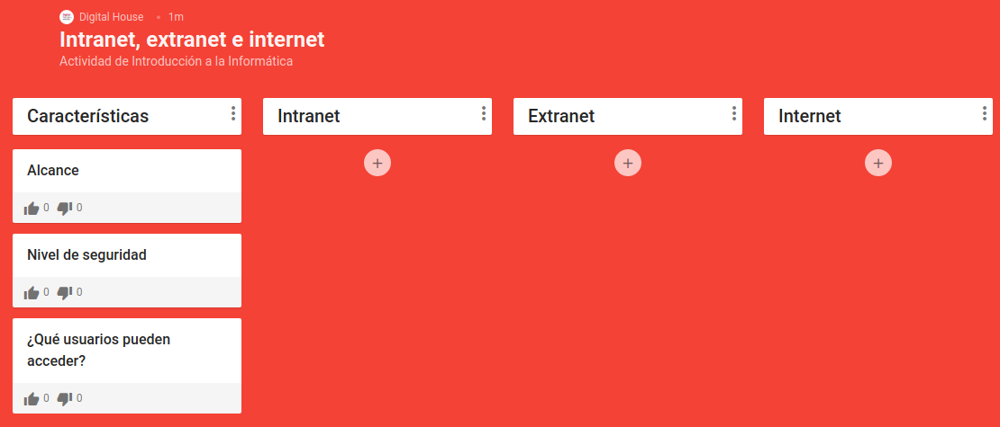 Digital House • 1m
Intranet, extranet e internet
Actividad de Introducción a la Informática
Características
Alcance
0 0
Nivel de seguridad
0 0
¿Qué usuarios pueden
acceder?
0 0
Intranet
+
Extranet
+
Internet
+